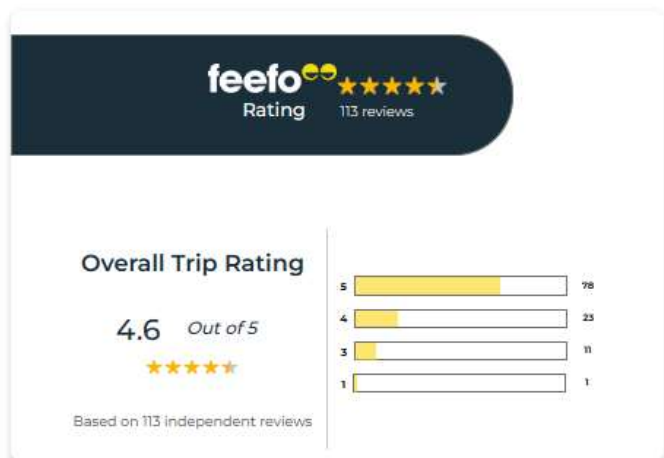 feefo
Rating
113 reviews
Overall Trip Rating
4.6 Out of 5
Based on 113 independent reviews
5 78
4 23
3 11
1 1